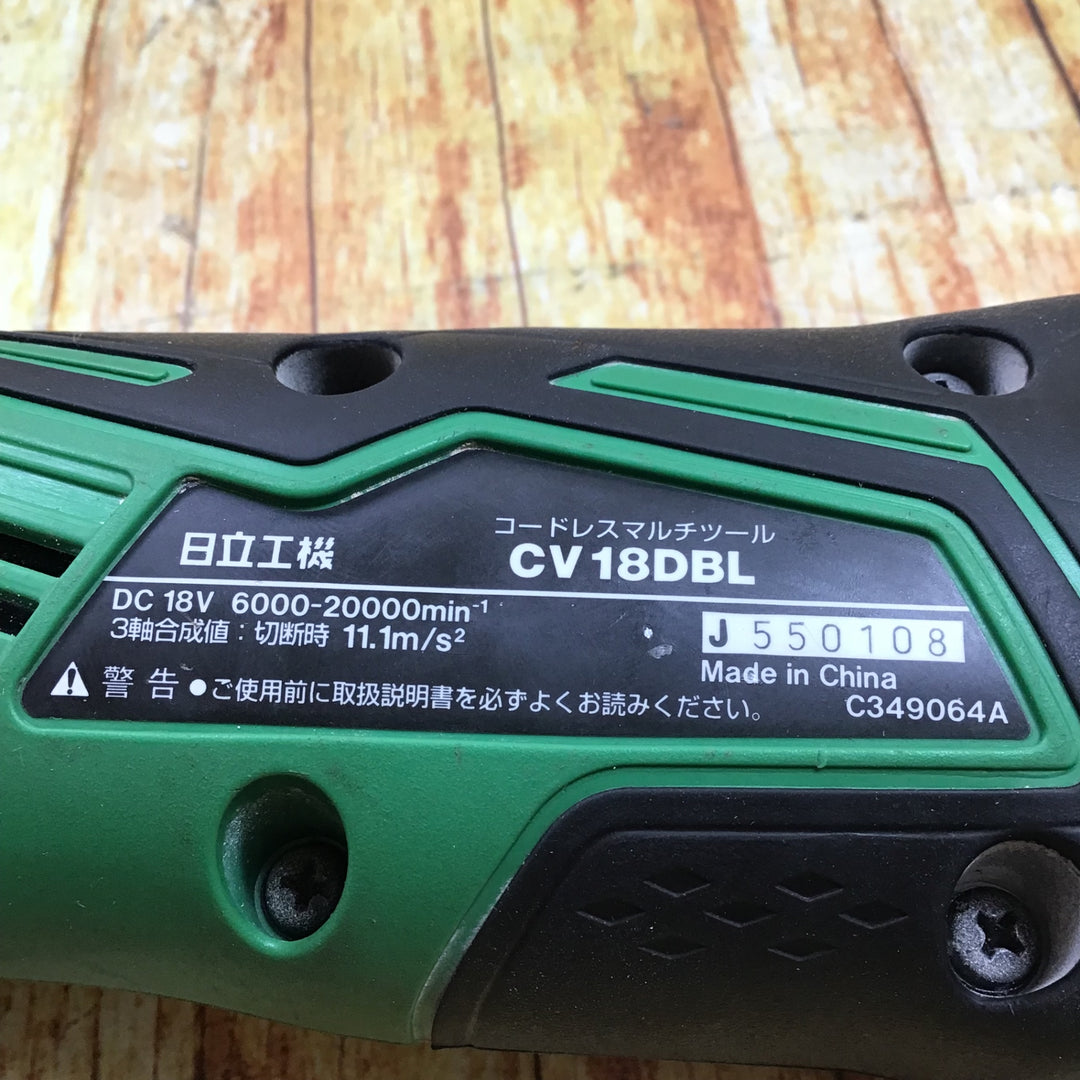 日立工機
コードレスマルチツール
CV18DBL
DC 18V 6000-20000min⁻¹
3軸合成値：切断時 11.1m/s²
J 550108
Made in China
警告 ●ご使用前に取扱説明書を必ずよくお読みください。
C349064A